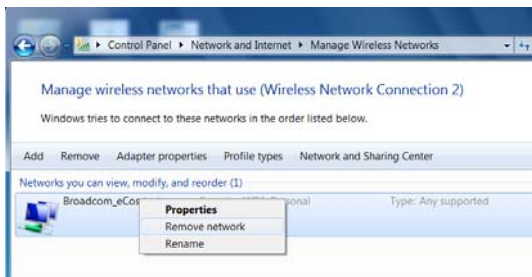 Control Panel ▸ Network and Internet ▸ Manage Wireless Networks
Manage wireless networks that use (Wireless Network Connection 2)
Windows tries to connect to these networks in the order listed below.
Add Remove Adapter properties Profile types Network and Sharing Center
Networks you can view, modify, and reorder (1)
Broadcom_eCos Type: Any supported
Properties
Remove network
Rename